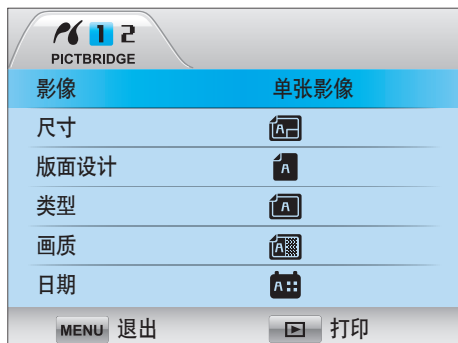 1 2
PICTBRIDGE
影像 单张影像
尺寸 A
版面设计 A
类型 A
画质 A
日期 A
MENU 退出 打印